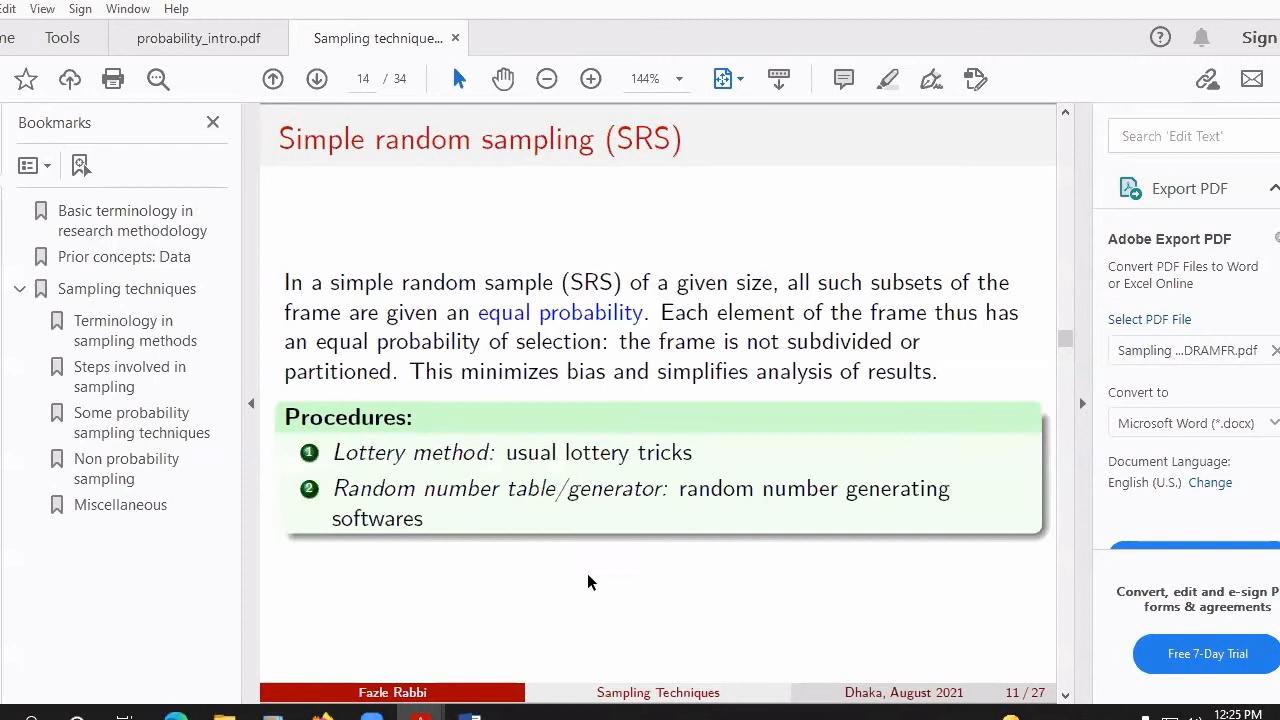 Edit View Sign Window Help
me Tools probability_intro.pdf Sampling technique... × Sign
14 / 34 144%
Bookmarks
Basic terminology in
research methodology
Prior concepts: Data
Sampling techniques
Terminology in
sampling methods
Steps involved in
sampling
Some probability
sampling techniques
Non probability
sampling
Miscellaneous
Simple random sampling (SRS)
In a simple random sample (SRS) of a given size, all such subsets of the
frame are given an equal probability. Each element of the frame thus has
an equal probability of selection: the frame is not subdivided or
partitioned. This minimizes bias and simplifies analysis of results.
Procedures:
1 Lottery method: usual lottery tricks
2 Random number table/generator: random number generating
softwares
Fazle Rabbi Sampling Techniques Dhaka, August 2021 11 / 27
Search 'Edit Text'
Export PDF
Adobe Export PDF
Convert PDF Files to Word
or Excel Online
Select PDF File
Sampling ...DRAMFR.pdf ×
Convert to
Microsoft Word (*.docx)
Document Language:
English (U.S.) Change
Convert, edit and e-sign P
forms & agreements
Free 7-Day Trial
12:25 PM